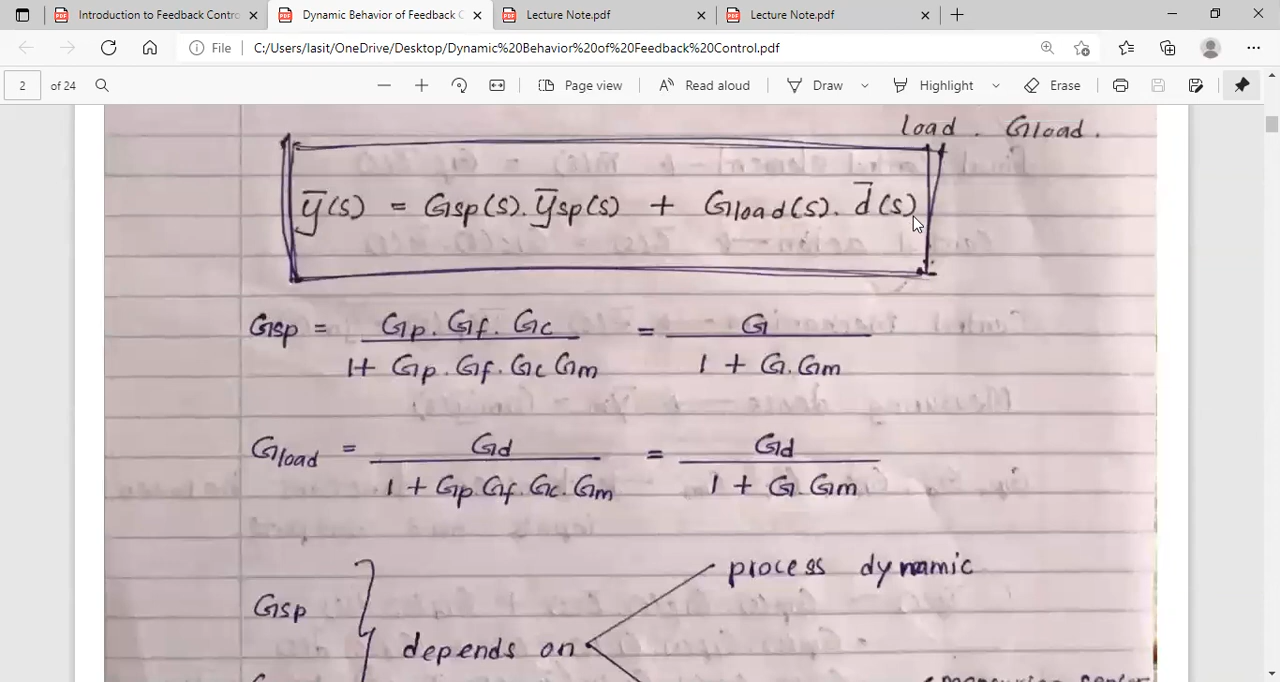 Introduction to Feedback Contro
Dynamic Behavior of Feedback C
Lecture Note.pdf
Lecture Note.pdf
File
C:/Users/lasit/OneDrive/Desktop/Dynamic%20Behavior%20of%20Feedback%20Control.pdf
2 of 24
Page view
Read aloud
Draw
Highlight
Erase
load. Gload.
ȳ(s) = Gsp(s). ȳsp(s) + Gload(s). d̄(s)
Gsp = Gp. Gf. Gc / 1+ Gp. Gf. Gc Gm = G / 1 + G. Gm
Gload = Gd / 1 + Gp. Gf. Gc. Gm = Gd / 1 + G. Gm
process dynamic
Gsp
depends on